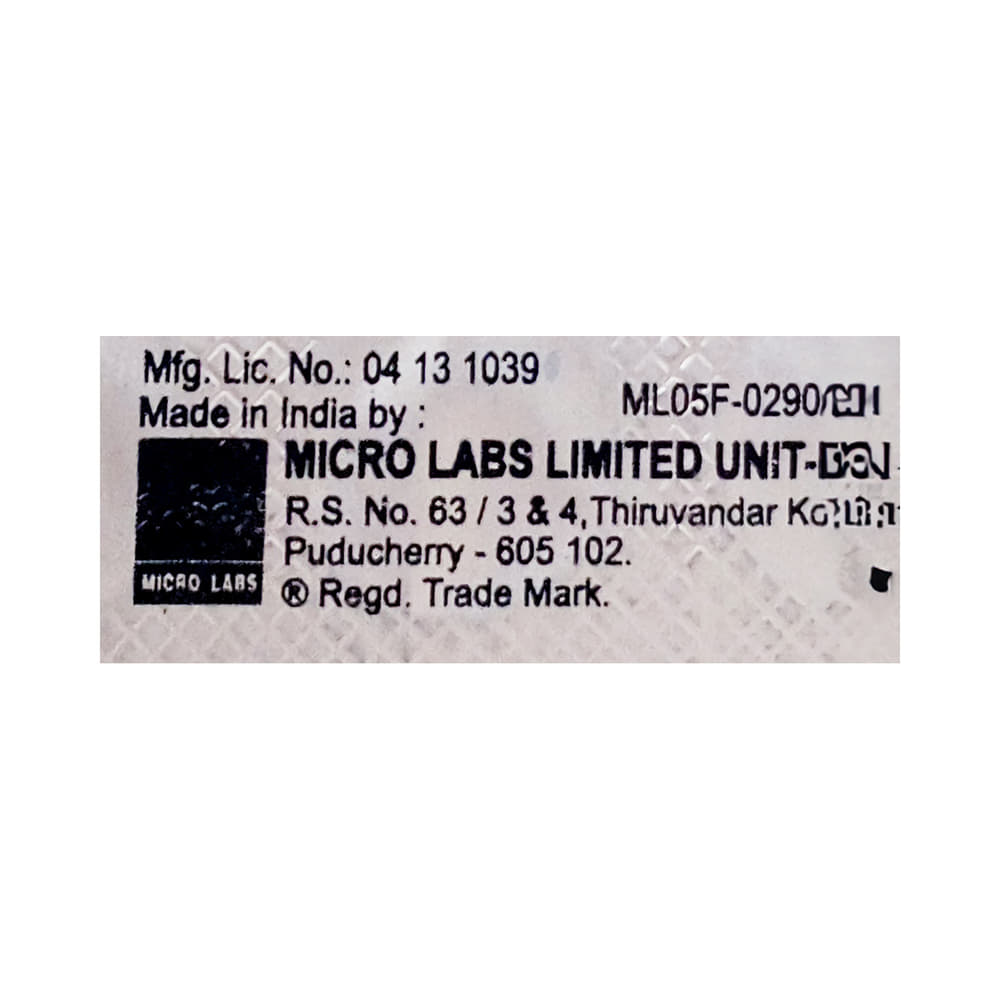 Mfg. Lic. No.: 04 13 1039
Made in India by :
ML05F-0290/
MICRO LABS LIMITED UNIT-
R.S. No. 63 / 3 & 4,Thiruvandar
Puducherry - 605 102.
® Regd. Trade Mark.
MICRO LABS